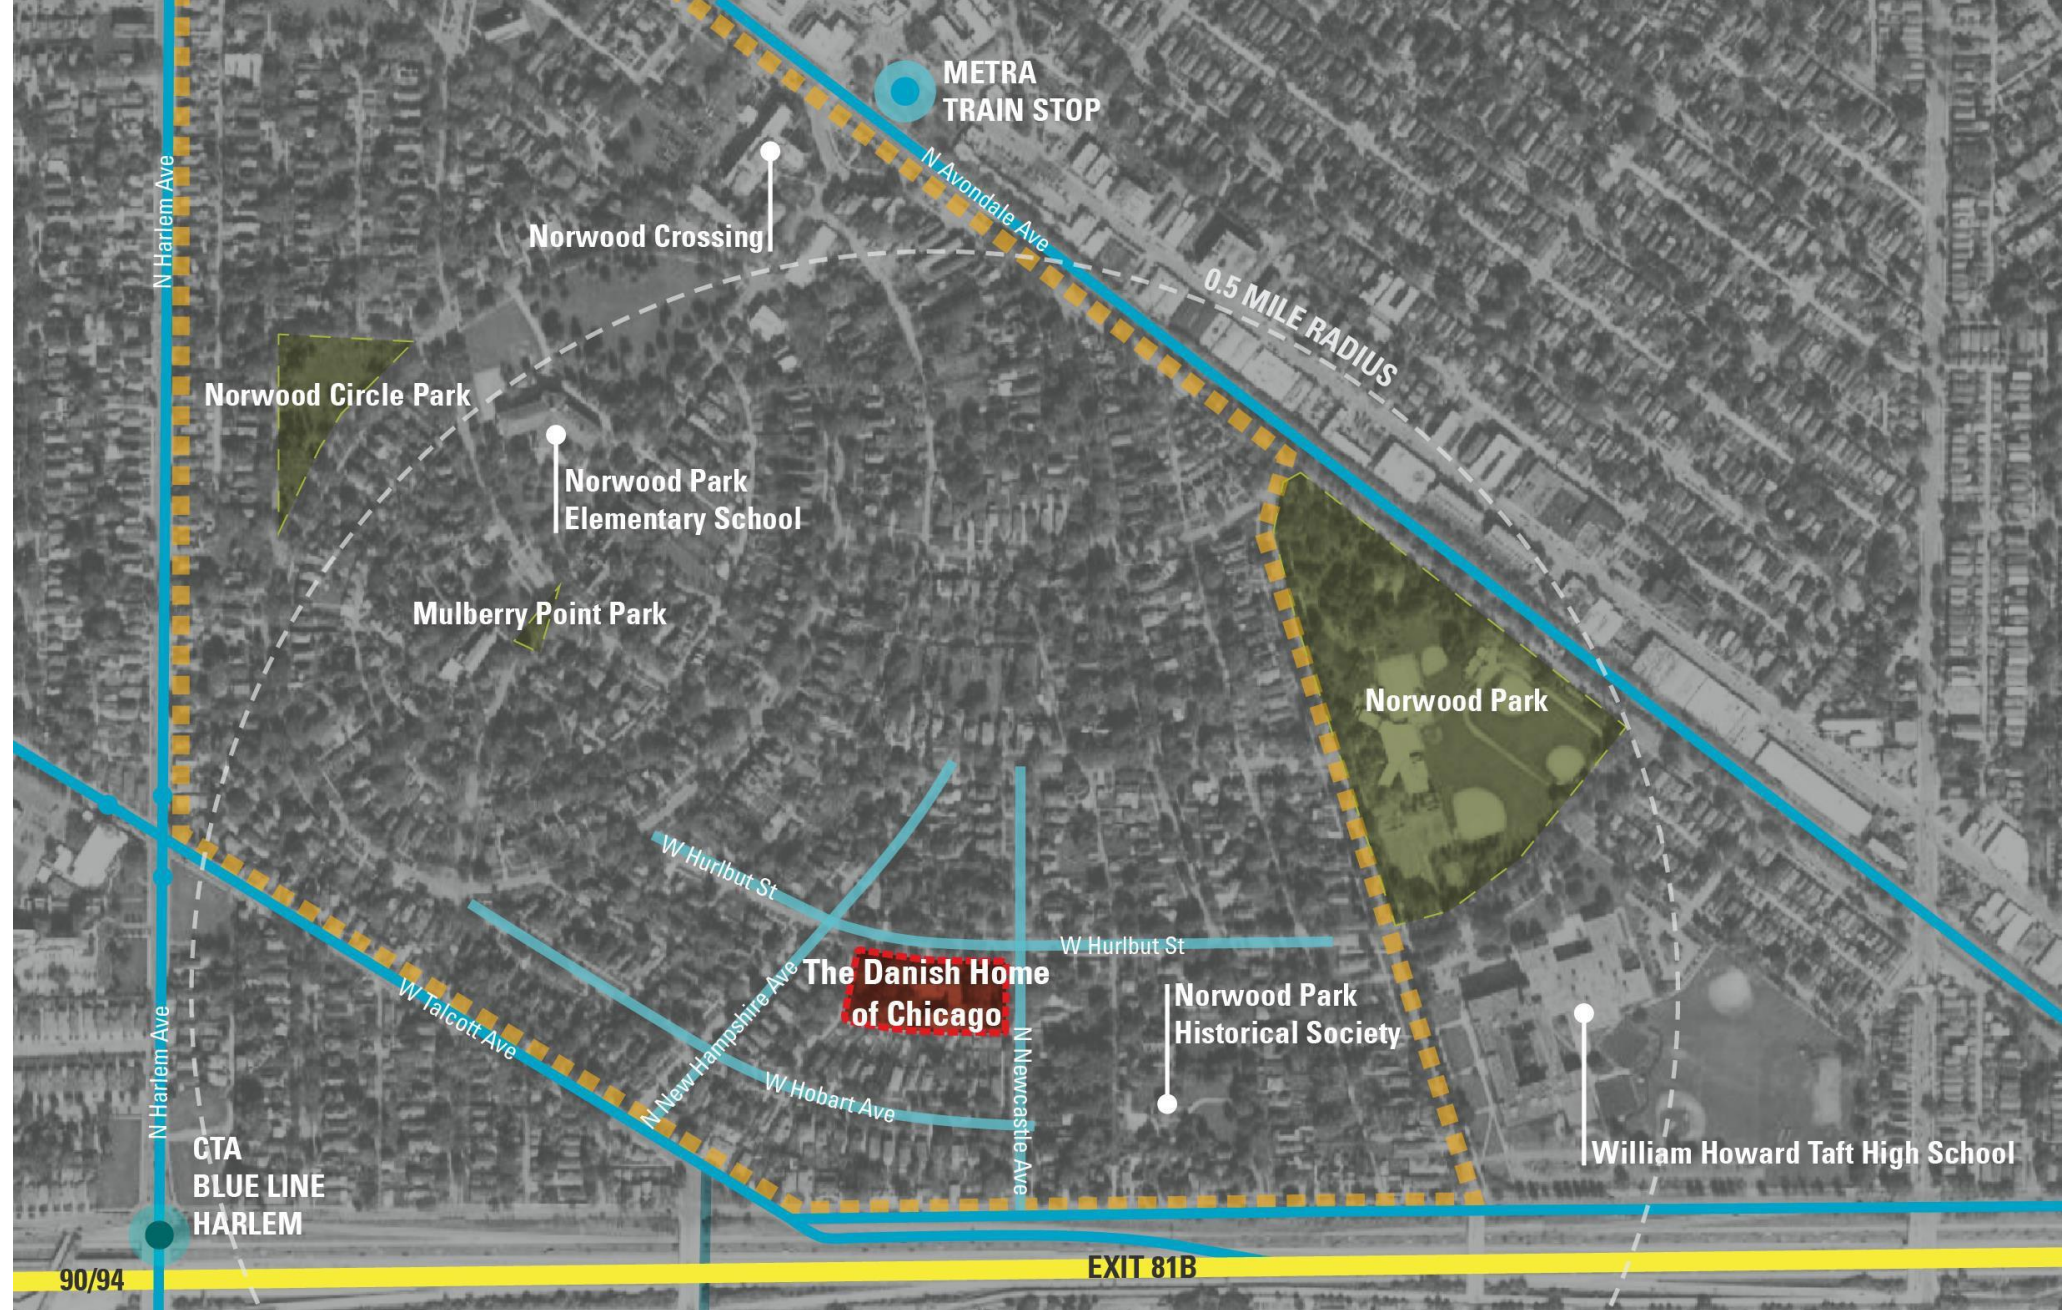 METRA
TRAIN STOP
N Harlem Ave
N Avondale Ave
Norwood Crossing
0.5 MILE RADIUS
Norwood Circle Park
Norwood Park
Elementary School
Mulberry Point Park
Norwood Park
W Hurlbut St
W Hurlbut St
The Danish Home
of Chicago
N New Hampshire Ave
W Talcott Ave
Norwood Park
Historical Society
N Harlem Ave
W Hobart Ave
N Newcastle Ave
William Howard Taft High School
CTA
BLUE LINE
HARLEM
EXIT 81B
90/94